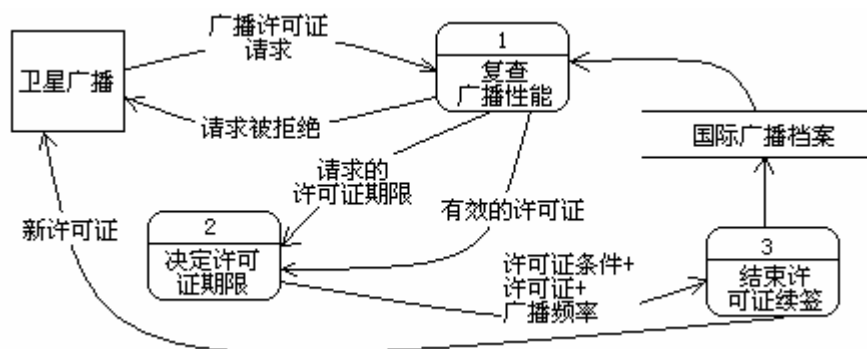 广播许可证
请求
1
复查
广播性能
卫星广播
请求被拒绝
国际广播档案
请求的
许可证期限
有效的许可证
新许可证
2
决定许可
证期限
许可证条件+
许可证+
广播频率
3
结束许
可证续签